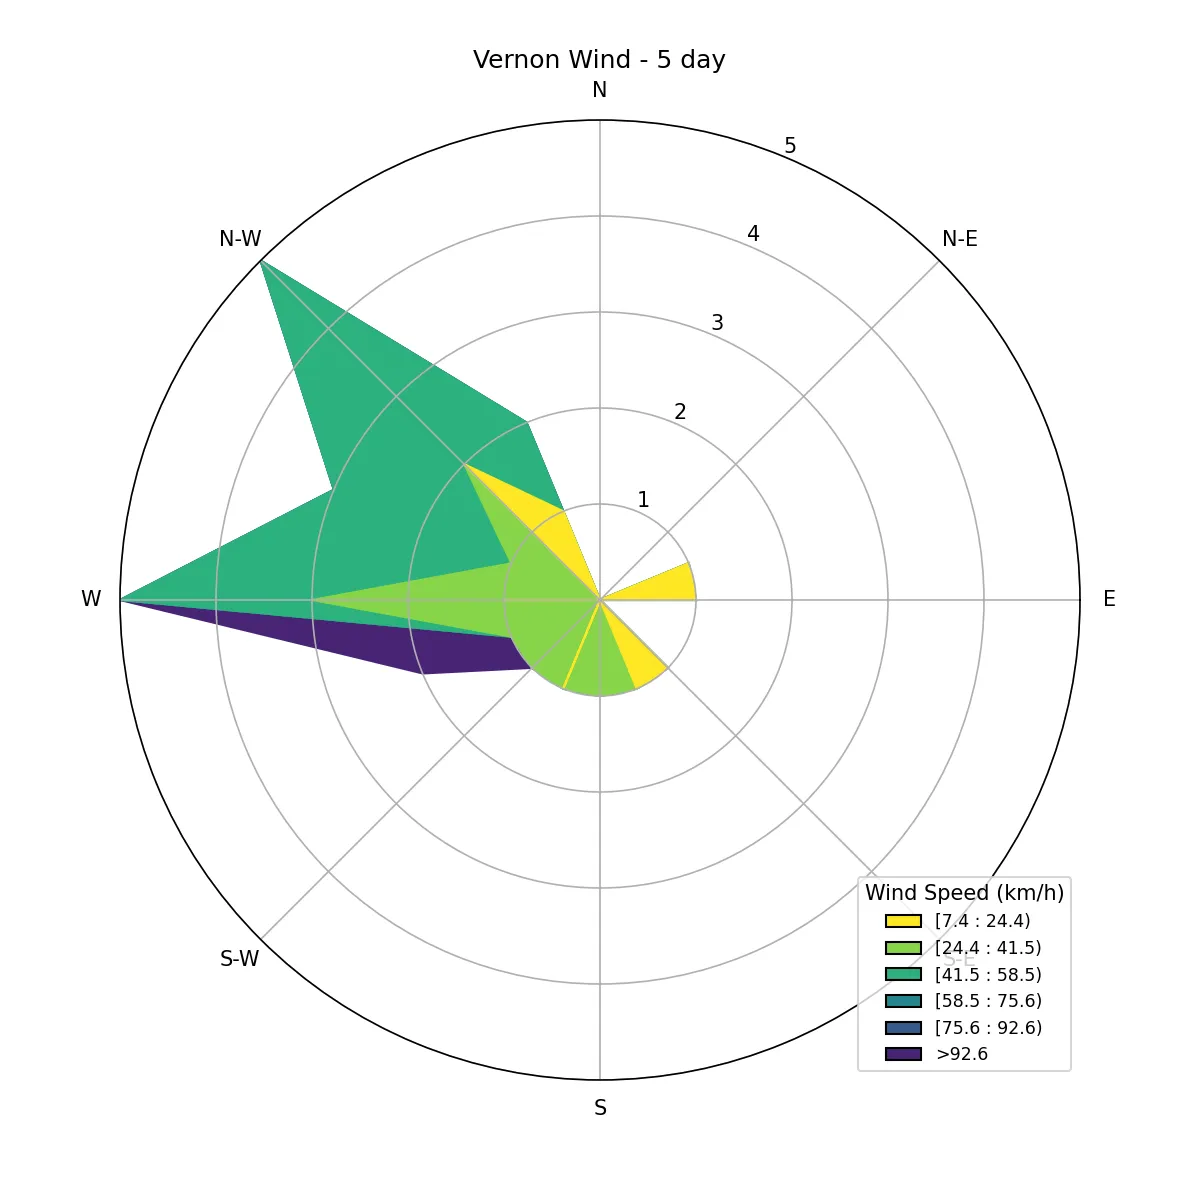 Vernon Wind - 5 day
N
5
N-W
N-E
4
3
2
1
W
E
S-W
S-E
S
Wind Speed (km/h)
[7.4 : 24.4)
[24.4 : 41.5)
[41.5 : 58.5)
[58.5 : 75.6)
[75.6 : 92.6)
>92.6